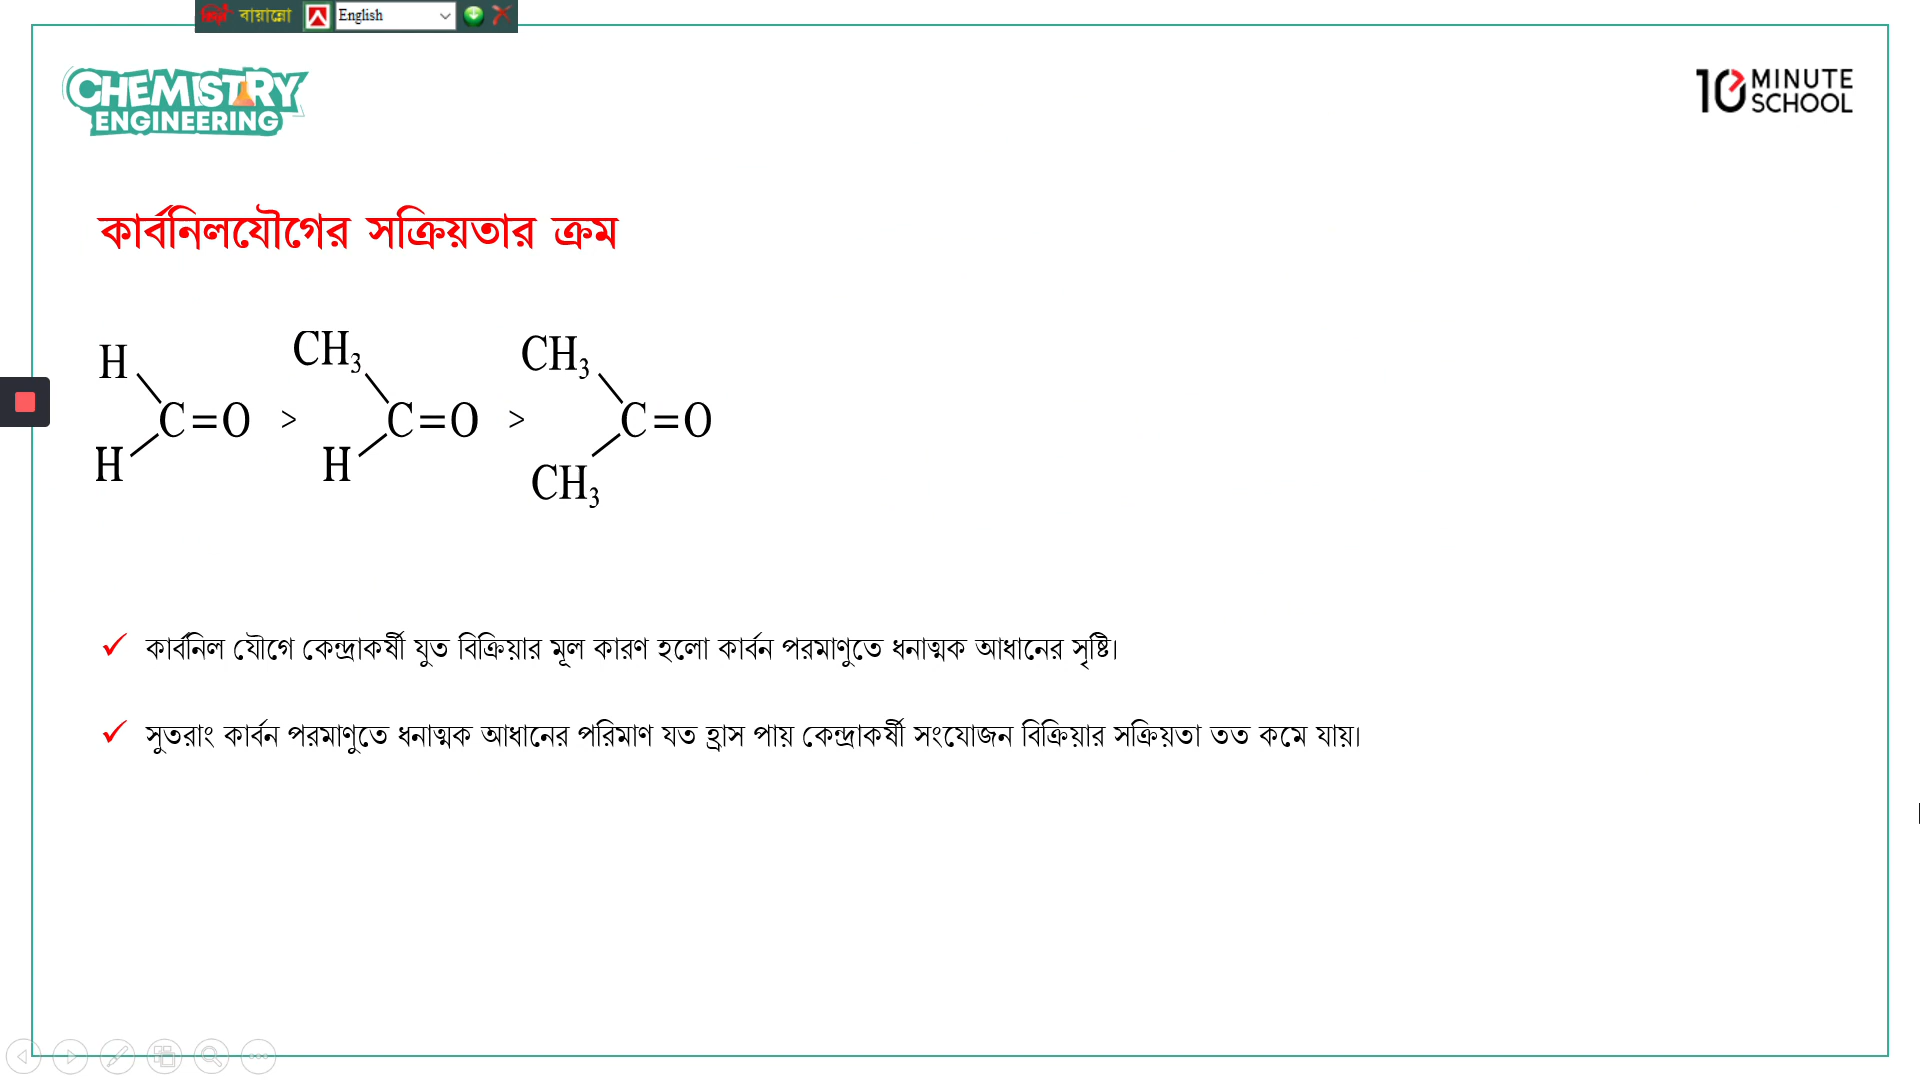 বায়ান্নো English
CHEMISTRY
ENGINEERING
10 MINUTE
SCHOOL
কার্বনিলযৌগের সক্রিয়তার ক্রম
H CH₃ CH₃
C=O > C=O > C=O
H H CH₃
✓ কার্বনিল যৌগে কেন্দ্রাকর্ষী যুত বিক্রিয়ার মূল কারণ হলো কার্বন পরমাণুতে ধনাত্মক আধানের সৃষ্টি।
✓ সুতরাং কার্বন পরমাণুতে ধনাত্মক আধানের পরিমাণ যত হ্রাস পায় কেন্দ্রাকর্ষী সংযোজন বিক্রিয়ার সক্রিয়তা তত কমে যায়।